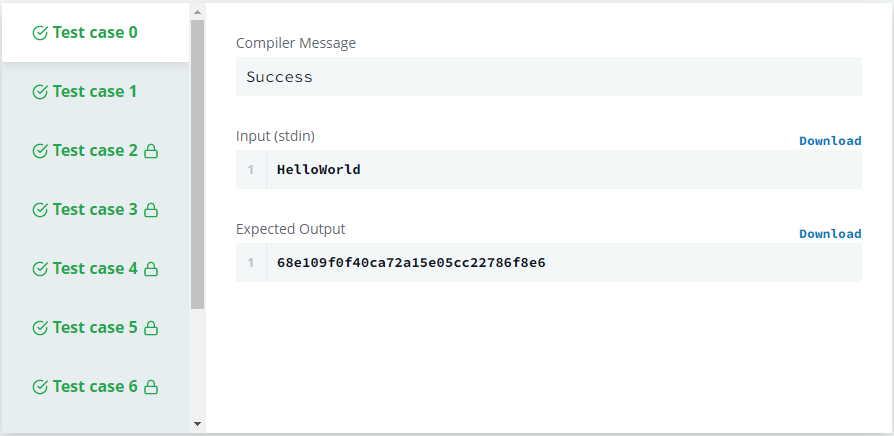 Test case 0
Test case 1
Test case 2
Test case 3
Test case 4
Test case 5
Test case 6
Compiler Message
Success
Input (stdin)
Download
1 HelloWorld
Expected Output
Download
1 68e109f0f40ca72a15e05cc22786f8e6